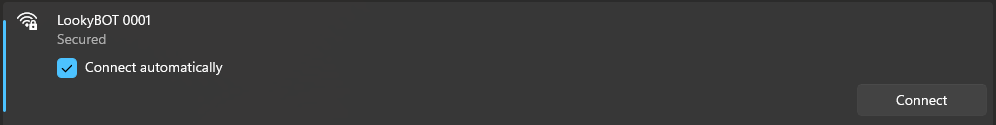 LookyBOT 0001
Secured
Connect automatically
Connect